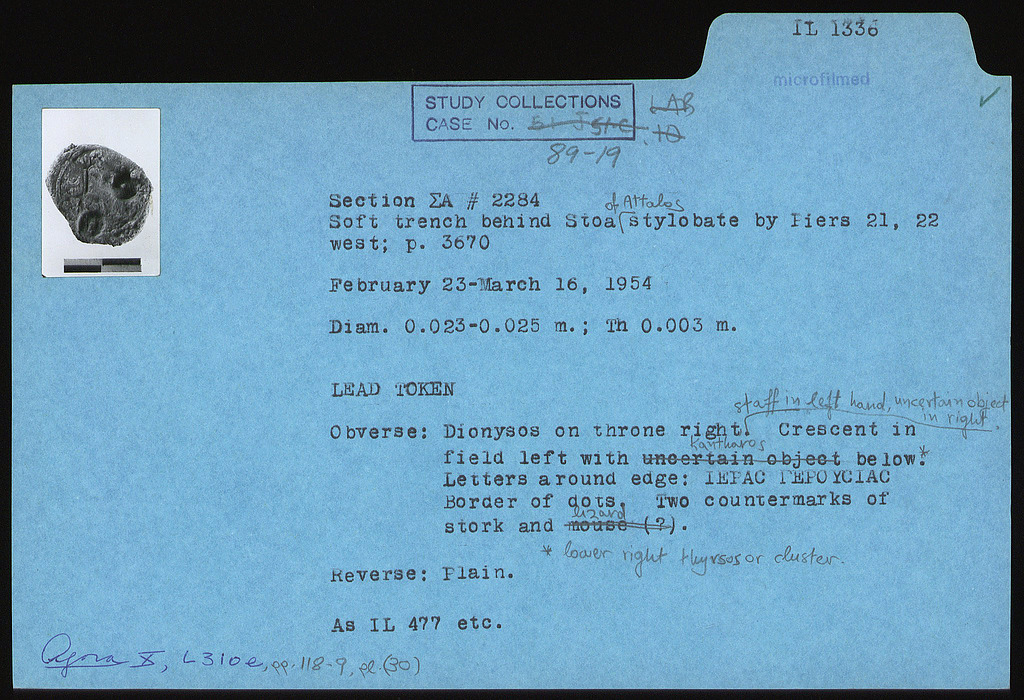 IL 1336
microfilmed
✓
STUDY COLLECTIONS
CASE No.
LAB
10
89-19
Section ΣA # 2284
of Attalos
Soft trench behind Stoa stylobate by Piers 21, 22
west; p. 3670
February 23-March 16, 1954
Diam. 0.023-0.025 m.; Th 0.003 m.
LEAD TOKEN
staff in left hand, uncertain object
in right.
Obverse: Dionysos on throne right. Crescent in
kantharos
field left with uncertain object below.*
Letters around edge: ΙΕΡΑС ΓΕΡΟΥСΙΑС
Border of dots. Two countermarks of
lizard
stork and mouse (?).
* lower right thyrsos or cluster.
Reverse: Plain.
As IL 477 etc.
Agora X, L310e, pp. 118-9, pl. (30)